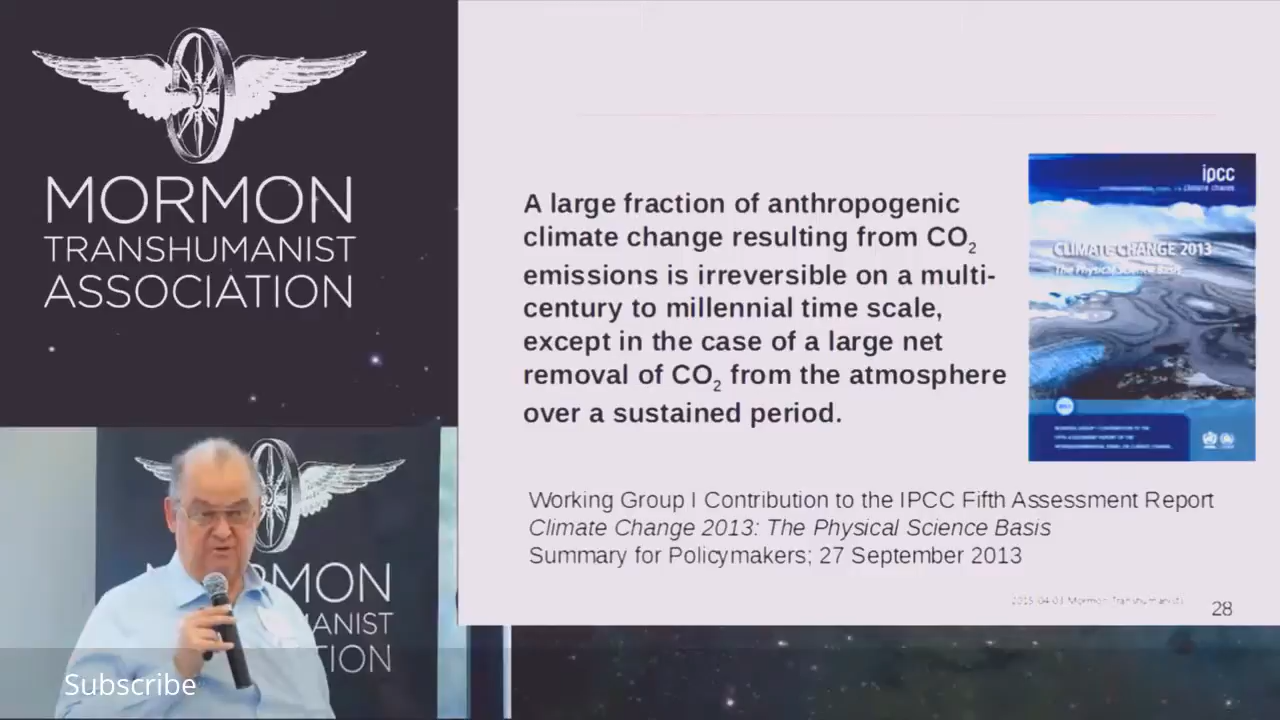 MORMON
TRANSHUMANIST
ASSOCIATION
A large fraction of anthropogenic
climate change resulting from CO2
emissions is irreversible on a multi-
century to millennial time scale,
except in the case of a large net
removal of CO2 from the atmosphere
over a sustained period.
ipcc
CLIMATE CHANGE 2013
The Physical Science Basis
Working Group I Contribution to the IPCC Fifth Assessment Report
Climate Change 2013: The Physical Science Basis
Summary for Policymakers; 27 September 2013
28
RMON
ANIST
TION
Subscribe